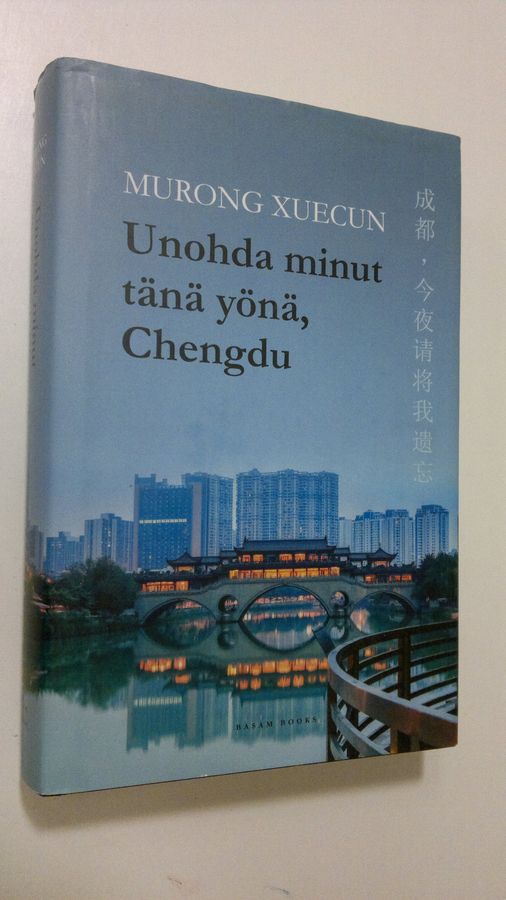 MURONG XUECUN
Unohda minut
tänä yönä,
Chengdu
成都，今夜请将我遗忘
BASAM BOOKS